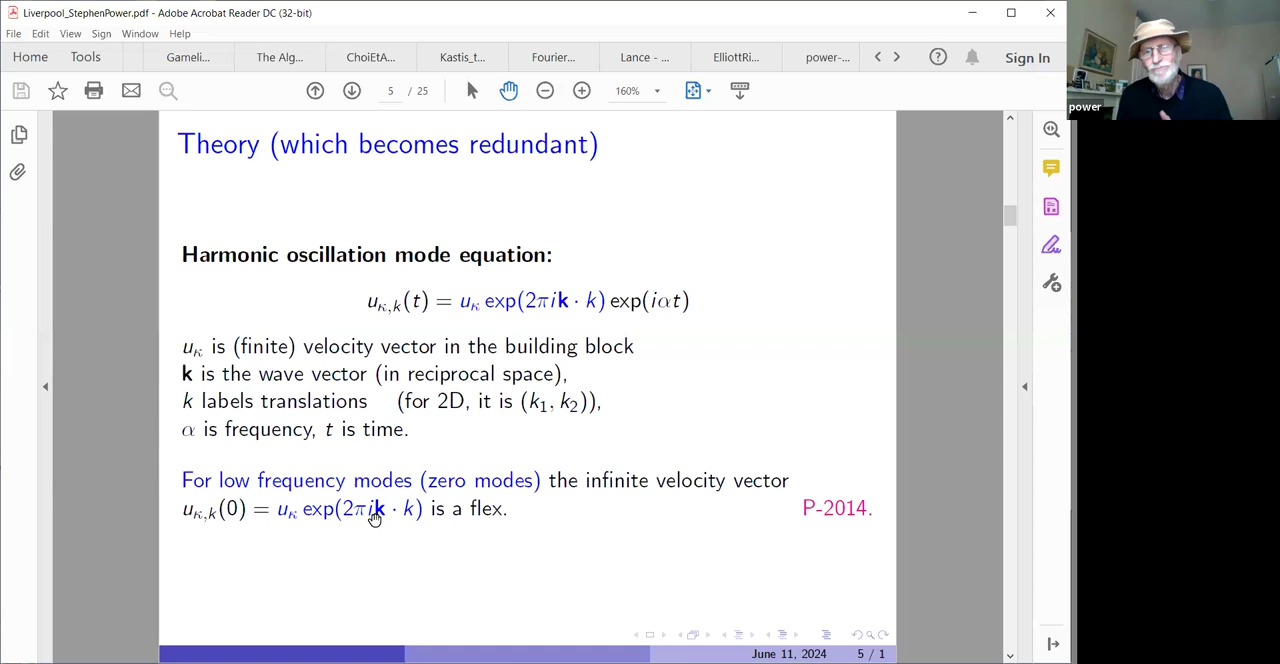 Liverpool_StephenPower.pdf - Adobe Acrobat Reader DC (32-bit)
File Edit View Sign Window Help
Home Tools Gameli... The Alg... ChoiEtA... Kastis_t... Fourier... Lance - ... ElliottRi... power-... Sign In
5 / 25 160%
power
Theory (which becomes redundant)
Harmonic oscillation mode equation:
u_{κ,k}(t) = u_κ exp(2πi𝐤 · k) exp(iαt)
u_κ is (finite) velocity vector in the building block
𝐤 is the wave vector (in reciprocal space),
k labels translations (for 2D, it is (k₁, k₂)),
α is frequency, t is time.
For low frequency modes (zero modes) the infinite velocity vector
u_{κ,k}(0) = u_κ exp(2πi𝐤 · k) is a flex. P-2014.
June 11, 2024 5 / 1